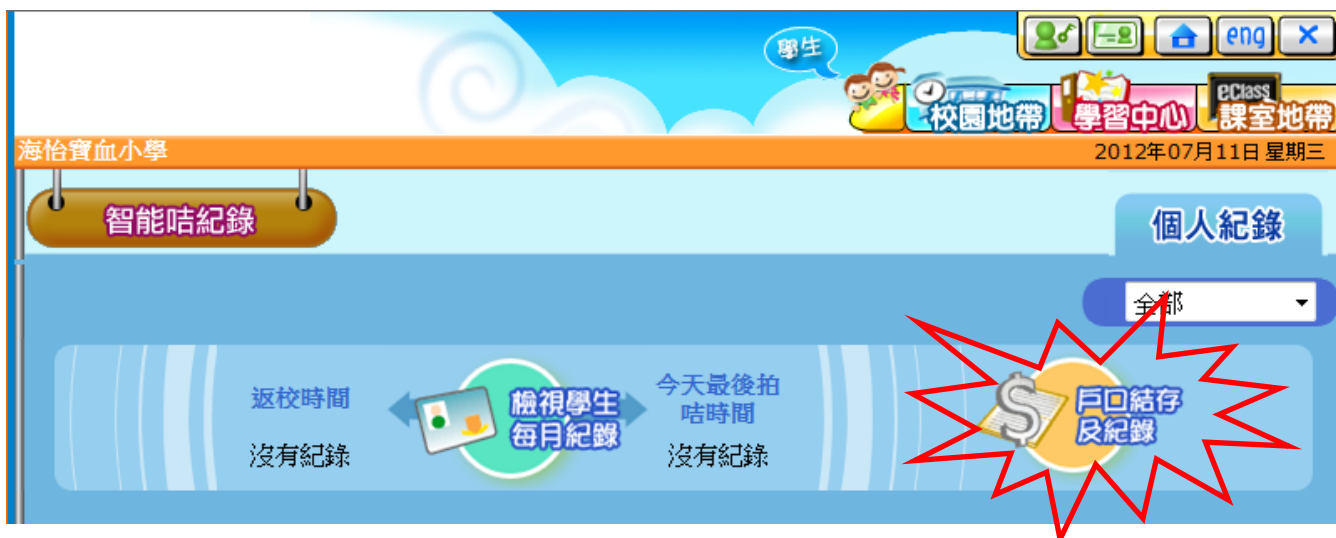 學生
eng
校園地帶
學習中心
eClass
課室地帶
海怡寶血小學
2012年07月11日 星期三
智能咭紀錄
個人紀錄
全部
返校時間
沒有紀錄
檢視學生
每月紀錄
今天最後拍
咭時間
沒有紀錄
戶口結存
及紀錄